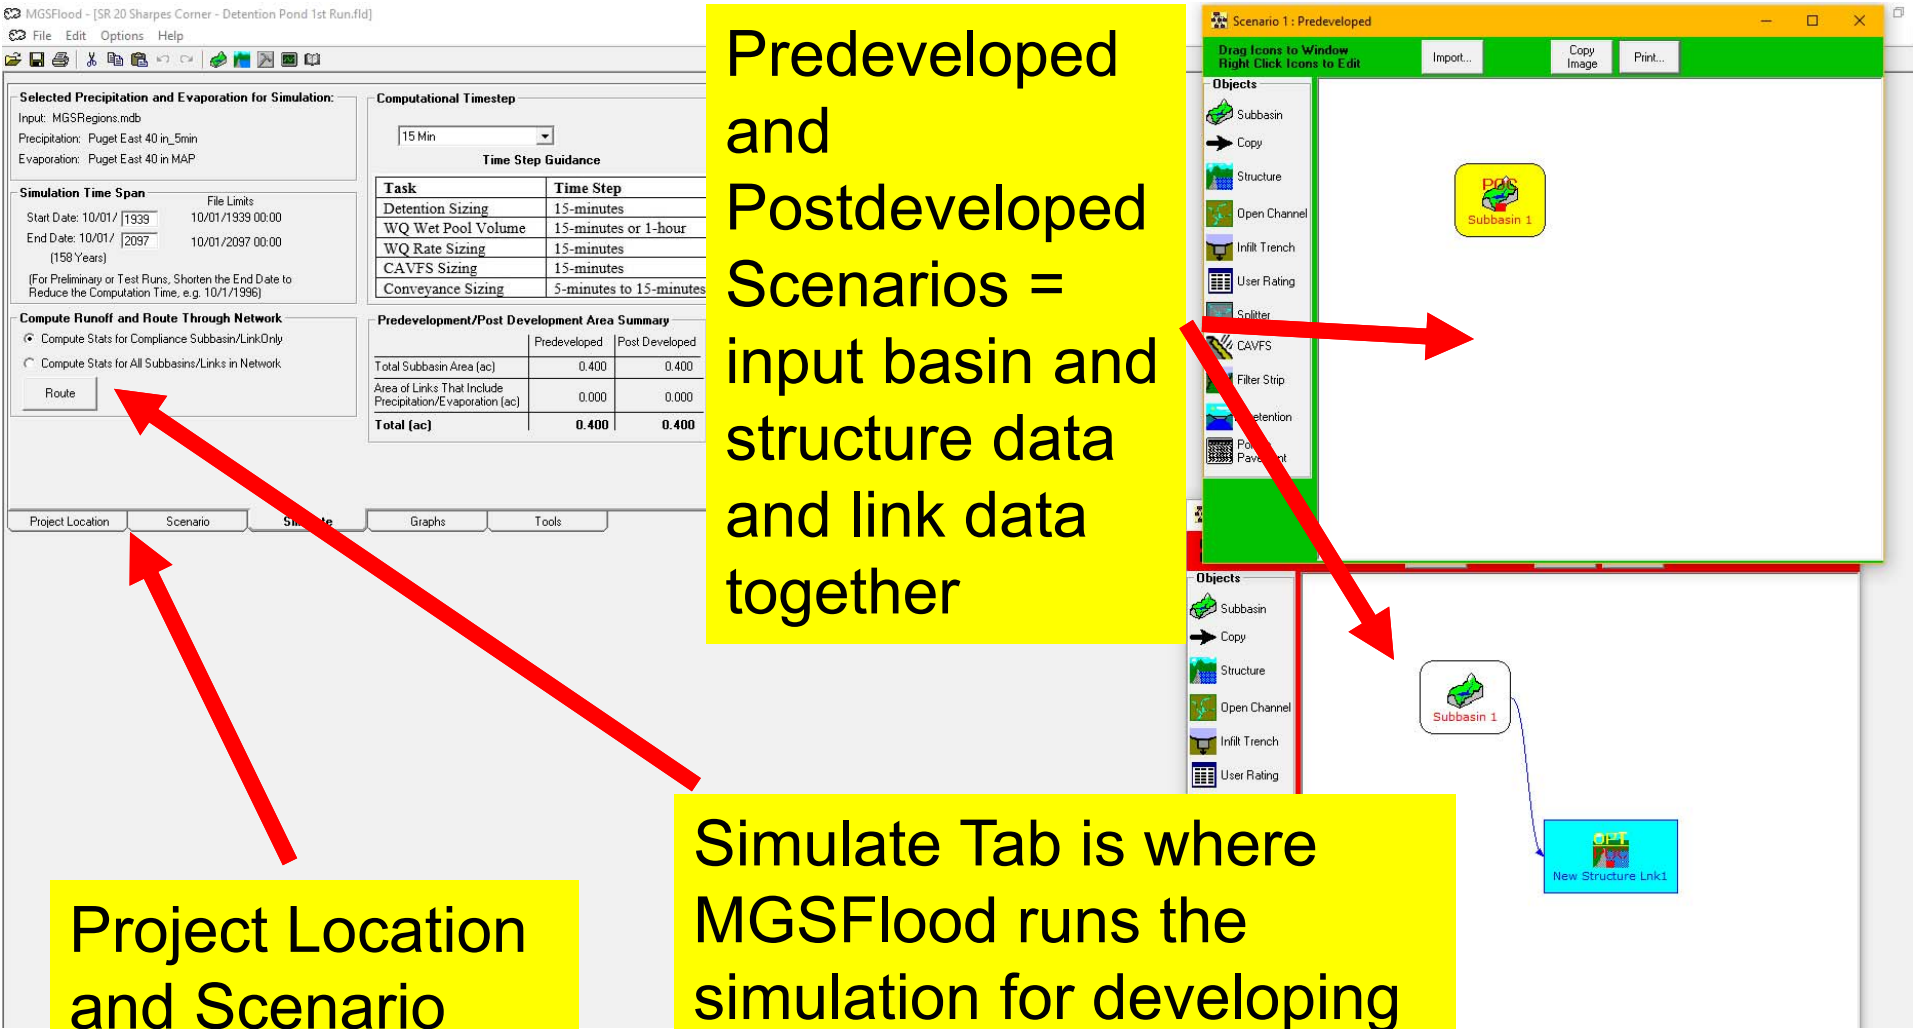 MGSFlood - [SR 20 Sharpes Corner - Detention Pond 1st Run.fld]
File Edit Options Help
Selected Precipitation and Evaporation for Simulation:
Input: MGSRegions.mdb
Precipitation: Puget East 40 in_5min
Evaporation: Puget East 40 in MAP
Simulation Time Span
File Limits
Start Date: 10/01/ 1939 10/01/1939 00:00
End Date: 10/01/ 2097 10/01/2097 00:00
(158 Years)
(For Preliminary or Test Runs, Shorten the End Date to
Reduce the Computation Time, e.g. 10/1/1996)
Compute Runoff and Route Through Network
Compute Stats for Compliance Subbasin/LinkOnly
Compute Stats for All Subbasins/Links in Network
Route
Computational Timestep
15 Min
Time Step Guidance
Task Time Step
Detention Sizing 15-minutes
WQ Wet Pool Volume 15-minutes or 1-hour
WQ Rate Sizing 15-minutes
CAVFS Sizing 15-minutes
Conveyance Sizing 5-minutes to 15-minutes
Predevelopment/Post Development Area Summary
Predeveloped Post Developed
Total Subbasin Area (ac) 0.400 0.400
Area of Links That Include
Precipitation/Evaporation (ac) 0.000 0.000
Total (ac) 0.400 0.400
Project Location Scenario Graphs Tools
Predeveloped
and
Postdeveloped
Scenarios =
input basin and
structure data
and link data
together
Scenario 1 : Predeveloped
Drag Icons to Window
Right Click Icons to Edit
Import...
Copy
Image
Print...
Objects
Subbasin
Copy
Structure
Open Channel
Infilt Trench
User Rating
Splitter
CAVFS
Filter Strip
Pavement
POC
Subbasin 1
Objects
Subbasin
Copy
Structure
Open Channel
Infilt Trench
User Rating
Subbasin 1
OPT
New Structure Lnk1
Project Location
and Scenario
Simulate Tab is where
MGSFlood runs the
simulation for developing